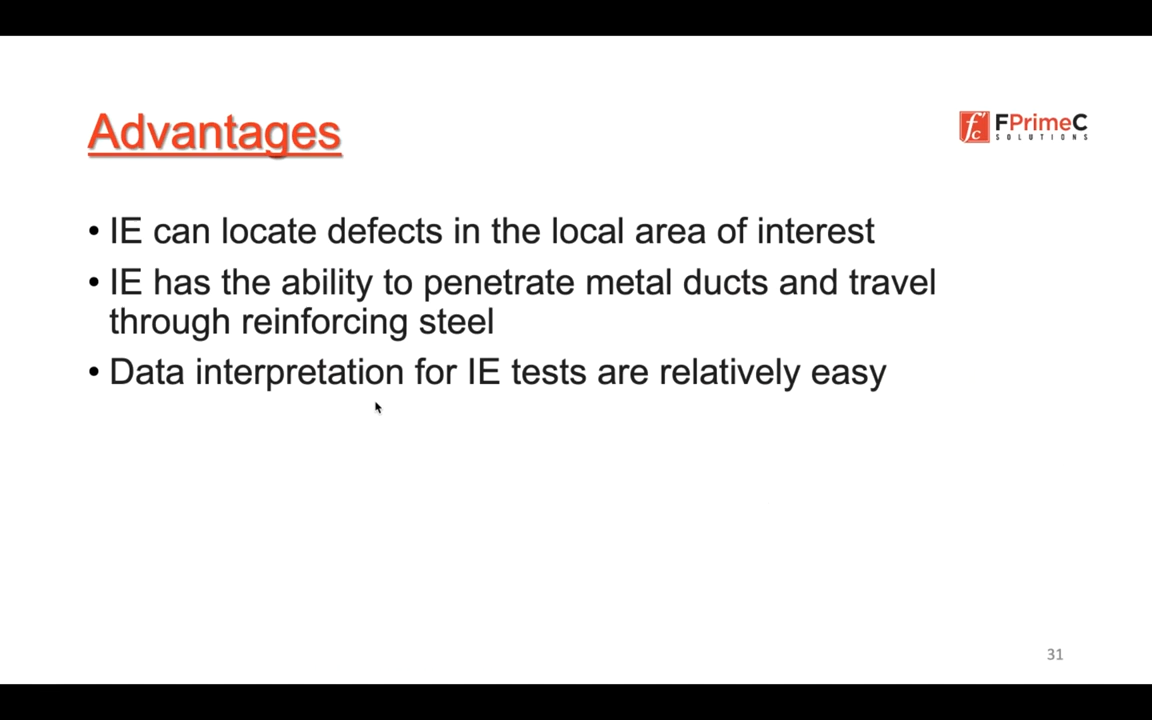 Advantages
FPrimeC
SOLUTIONS
• IE can locate defects in the local area of interest
• IE has the ability to penetrate metal ducts and travel
through reinforcing steel
• Data interpretation for IE tests are relatively easy
31